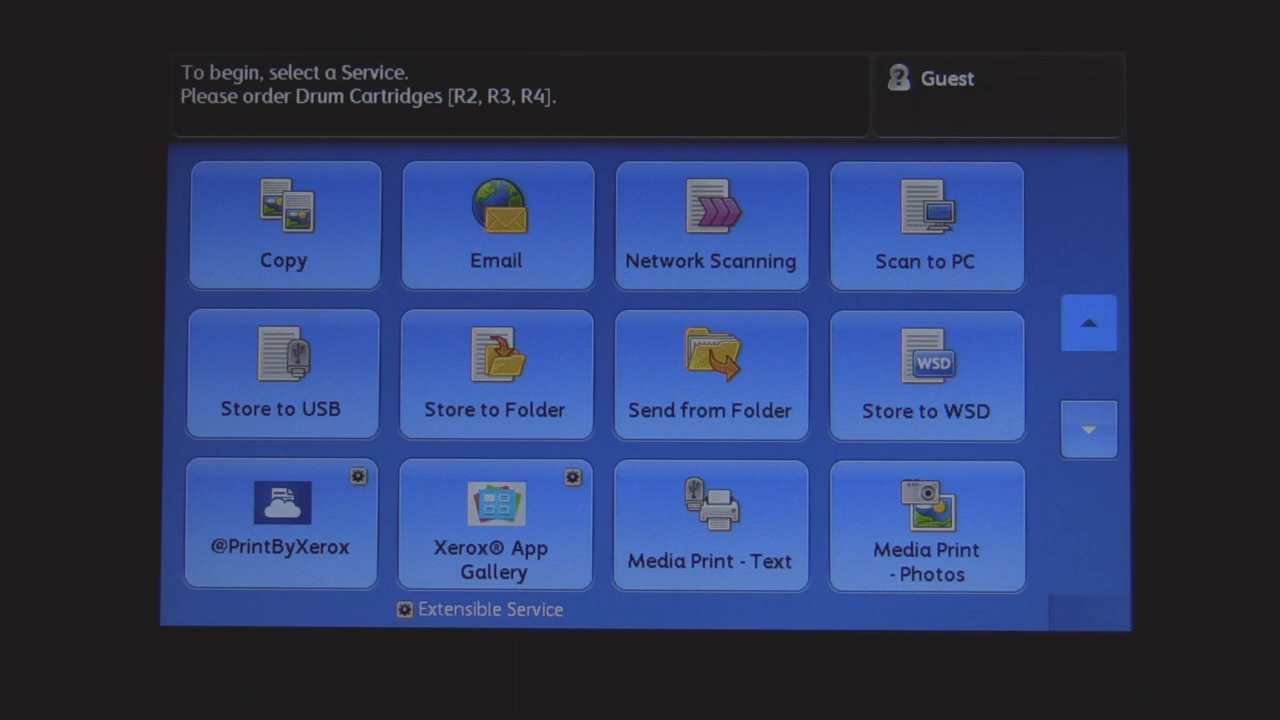 To begin, select a Service.
Please order Drum Cartridges [R2, R3, R4].
Guest
Copy
Email
Network Scanning
Scan to PC
Store to USB
Store to Folder
Send from Folder
Store to WSD
WSD
@PrintByXerox
Xerox® App
Gallery
Media Print - Text
Media Print
- Photos
Extensible Service